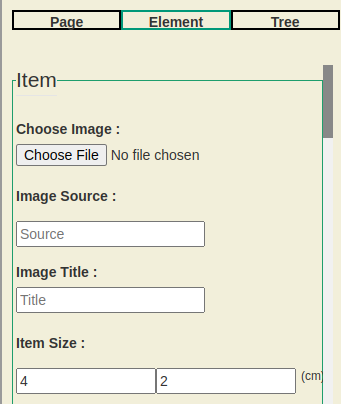 Page Element Tree
Item
Choose Image :
Choose File No file chosen
Image Source :
Source
Image Title :
Title
Item Size :
4 2 (cm)